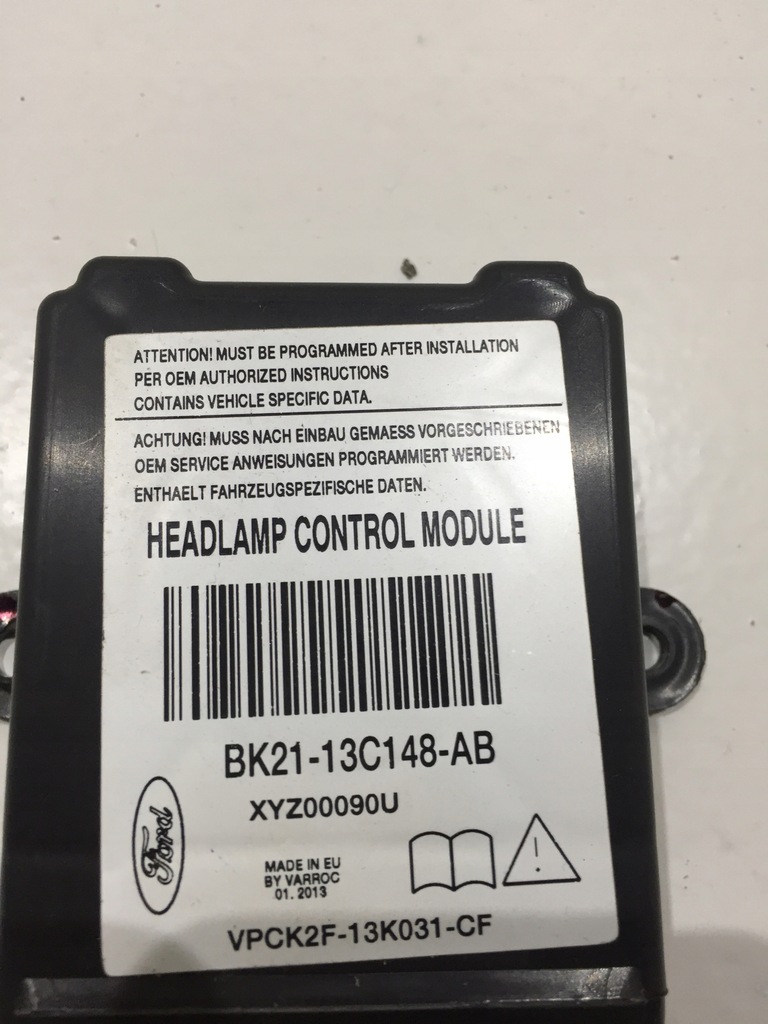 ATTENTION! MUST BE PROGRAMMED AFTER INSTALLATION
PER OEM AUTHORIZED INSTRUCTIONS
CONTAINS VEHICLE SPECIFIC DATA.
ACHTUNG! MUSS NACH EINBAU GEMAESS VORGESCHRIEBENEN
OEM SERVICE ANWEISUNGEN PROGRAMMIERT WERDEN.
ENTHAELT FAHRZEUGSPEZIFISCHE DATEN.
HEADLAMP CONTROL MODULE
BK21-13C148-AB
XYZ00090U
Ford
MADE IN EU
BY VARROC
01. 2013
!
VPCK2F-13K031-CF